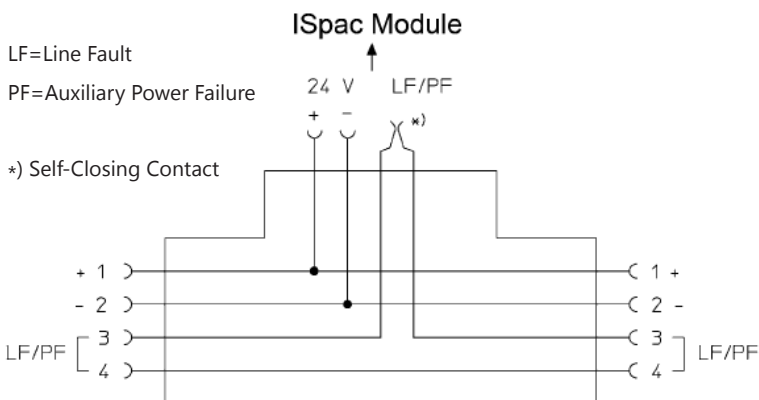 ISpac Module
LF=Line Fault
PF=Auxiliary Power Failure
24 V LF/PF
+ - *)
*) Self-Closing Contact
+ 1 1 +
- 2 2 -
3 3
LF/PF LF/PF
4 4